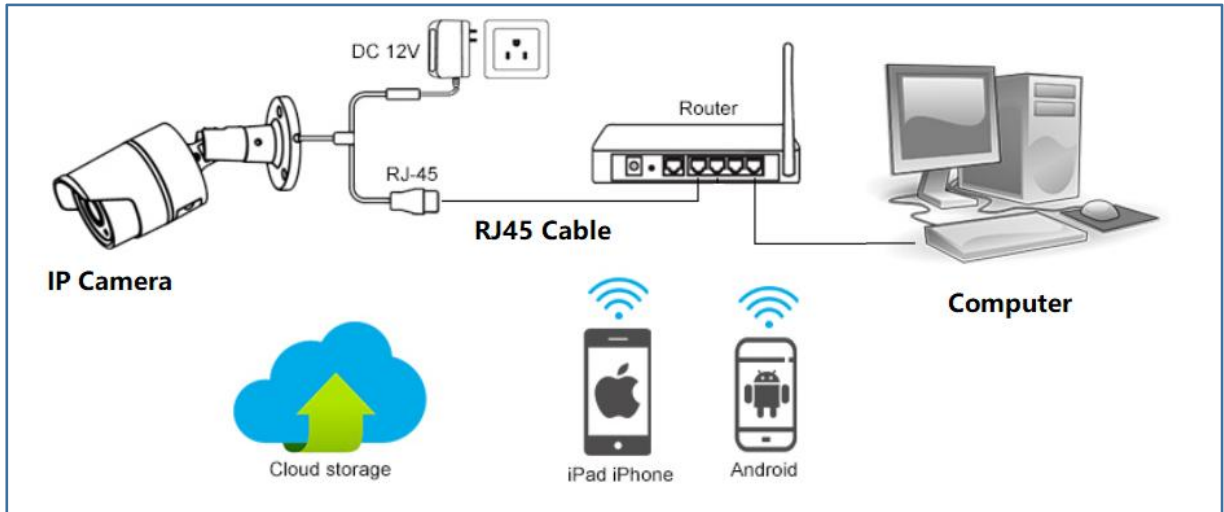 DC 12V
Router
RJ-45
RJ45 Cable
IP Camera
Computer
Cloud storage
iPad iPhone
Android